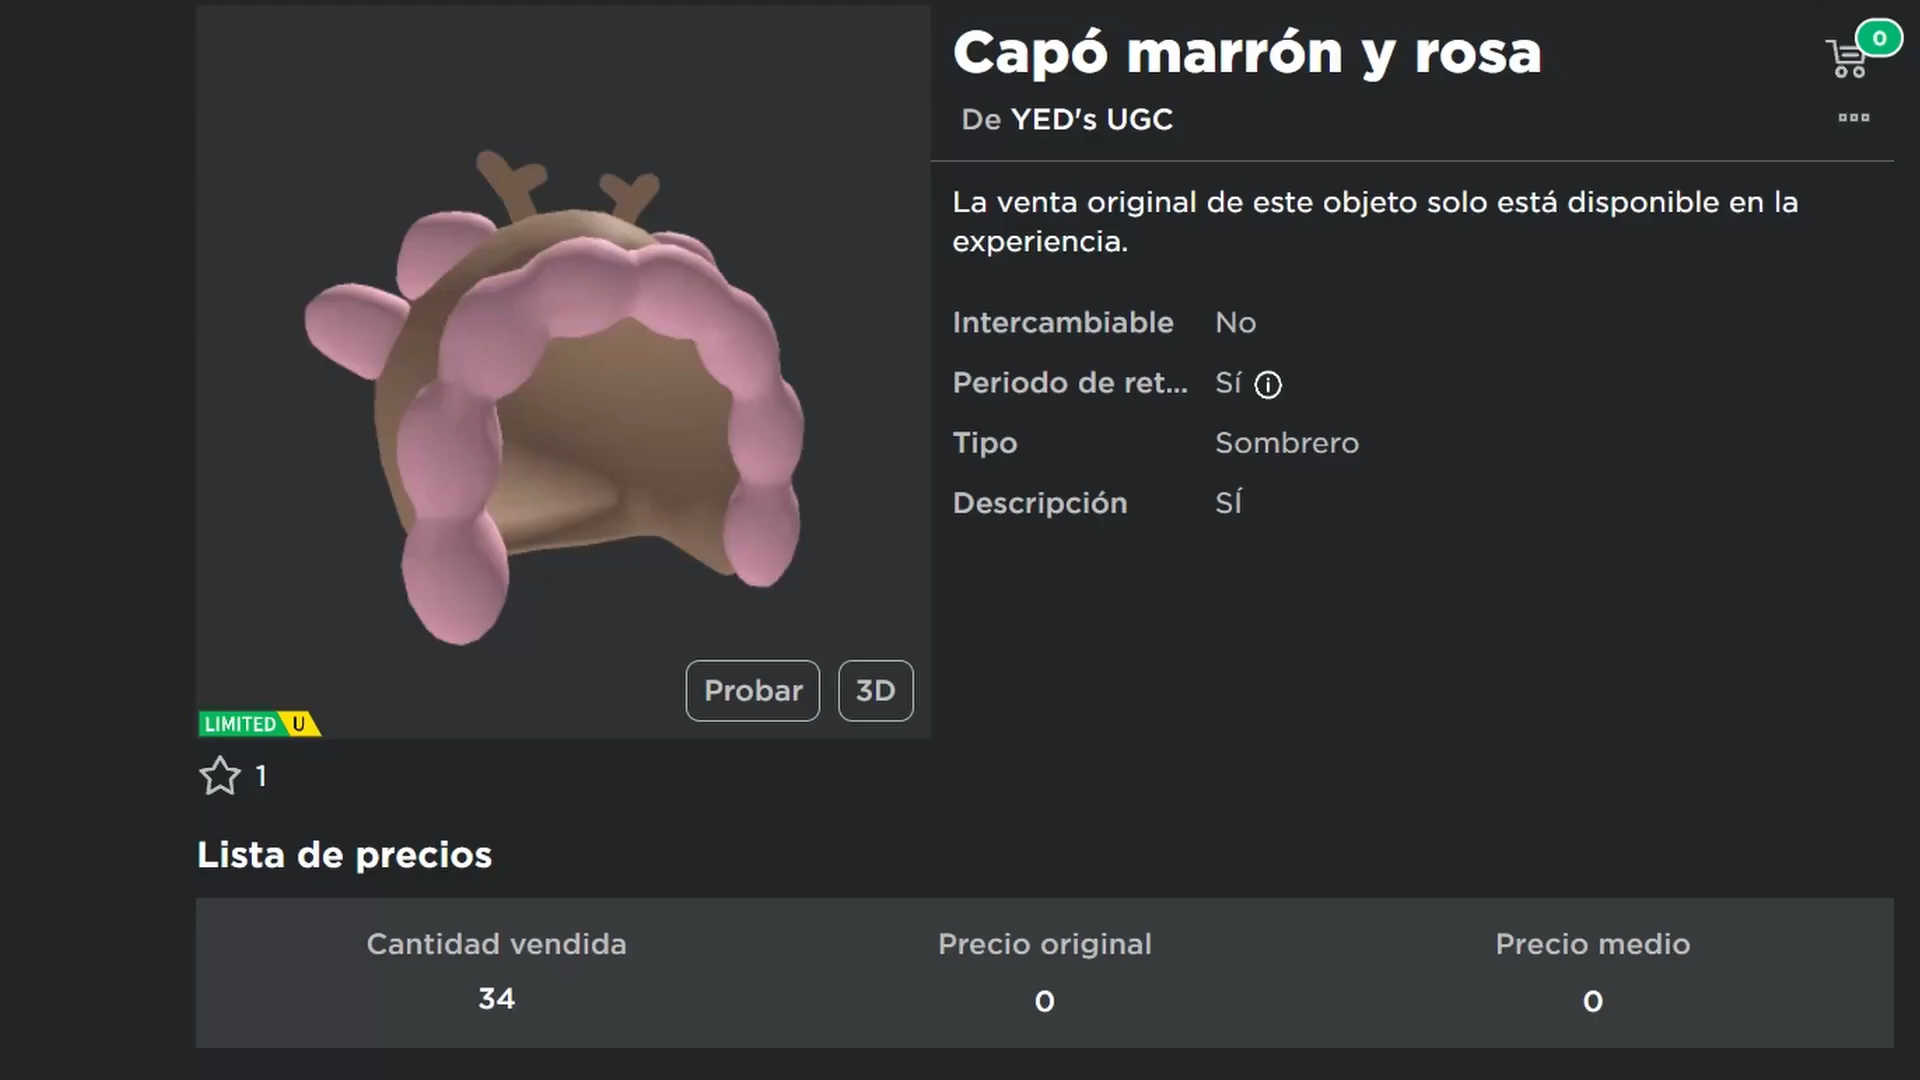 Capó marrón y rosa
0
De YED's UGC
La venta original de este objeto solo está disponible en la
experiencia.
Intercambiable No
Periodo de ret... Sí
Tipo Sombrero
Descripción SÍ
Probar 3D
LIMITED U
1
Lista de precios
Cantidad vendida Precio original Precio medio
34 0 0